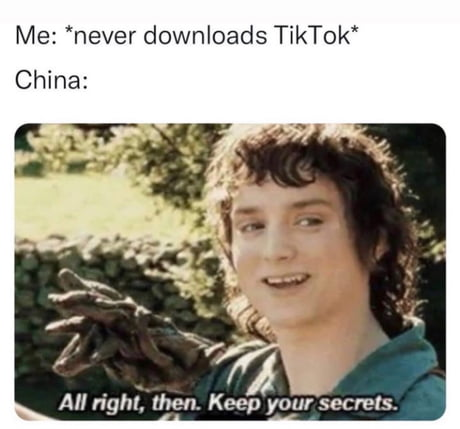 Me: *never downloads TikTok*
China:
All right, then. Keep your secrets.